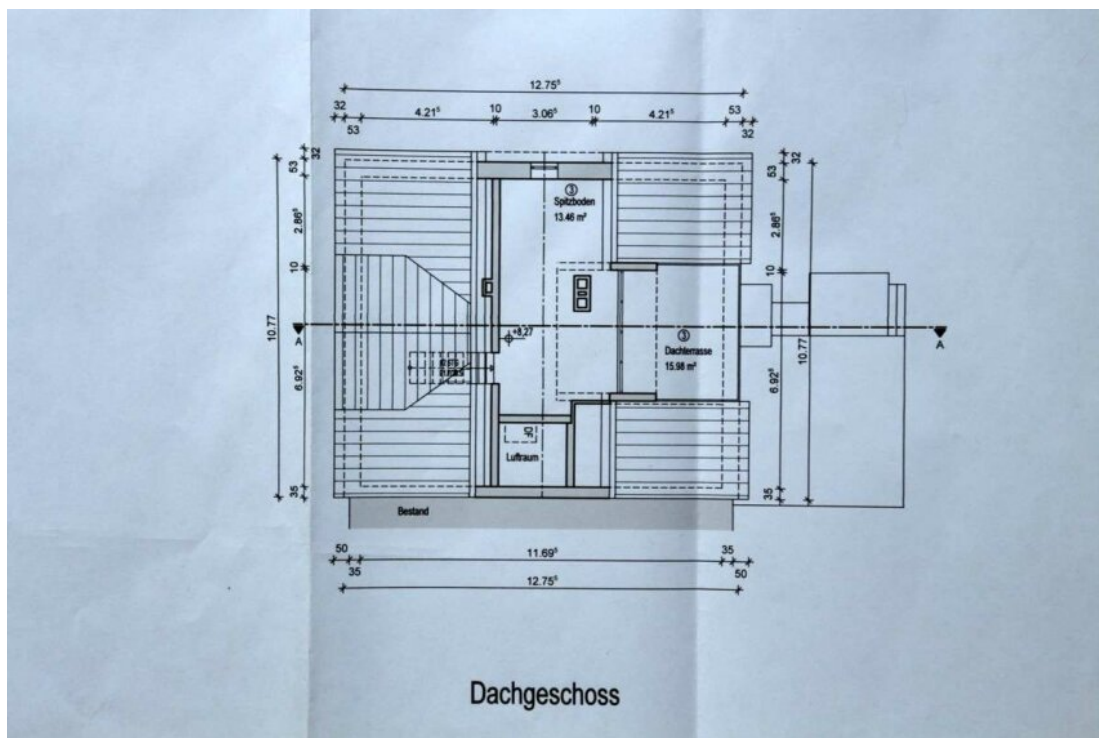 12.75⁵
32 53 4.21⁵ 10 3.06⁵ 10 4.21⁵ 53 32
32
53
2.86⁵
10
10.77
6.92⁵
35
32
53
2.86⁵
10
10.77
6.92⁵
35
③
Spitzboden
13.46 m²
+8,27
A
A
③
Dachterrasse
15.98 m²
DF
Luftraum
Bestand
50 35 11.69⁵ 35 50
12.75⁵
Dachgeschoss